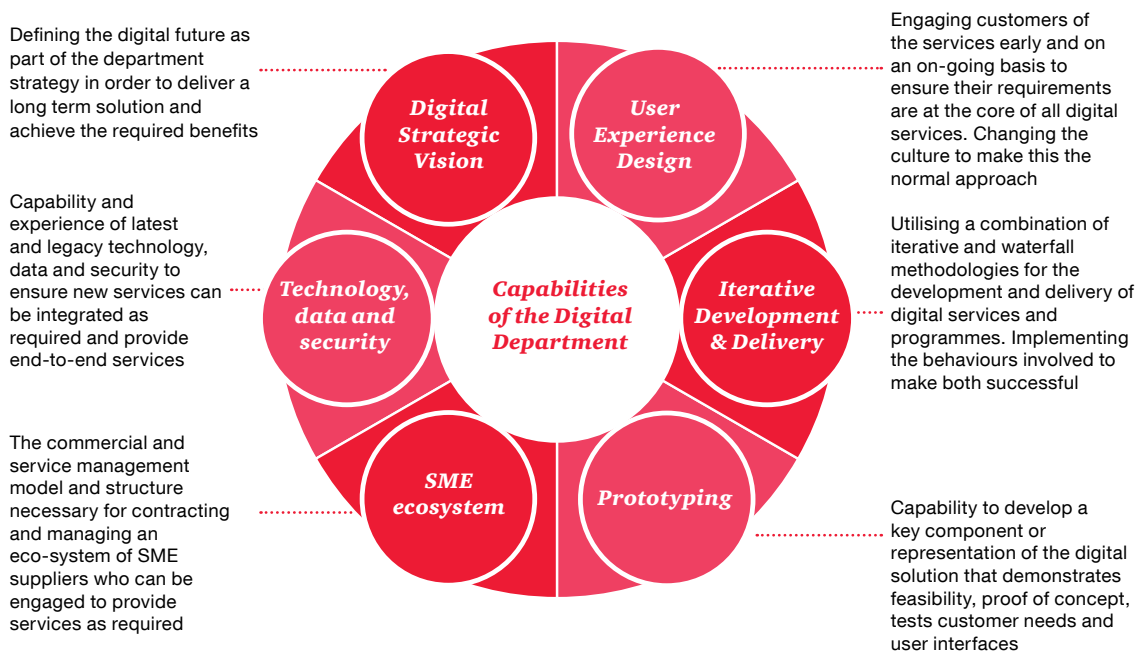 Defining the digital future as
part of the department
strategy in order to deliver a
long term solution and
achieve the required benefits
Digital
Strategic
Vision
User
Experience
Design
Engaging customers of
the services early and on
an on-going basis to
ensure their requirements
are at the core of all digital
services. Changing the
culture to make this the
normal approach
Capability and
experience of latest
and legacy technology,
data and security to
ensure new services can
be integrated as
required and provide
end-to-end services
Technology,
data and
security
Capabilities
of the Digital
Department
Iterative
Development
& Delivery
Utilising a combination of
iterative and waterfall
methodologies for the
development and delivery of
digital services and
programmes. Implementing
the behaviours involved to
make both successful
The commercial and
service management
model and structure
necessary for contracting
and managing an
eco-system of SME
suppliers who can be
engaged to provide
services as required
SME
ecosystem
Prototyping
Capability to develop a
key component or
representation of the digital
solution that demonstrates
feasibility, proof of concept,
tests customer needs and
user interfaces